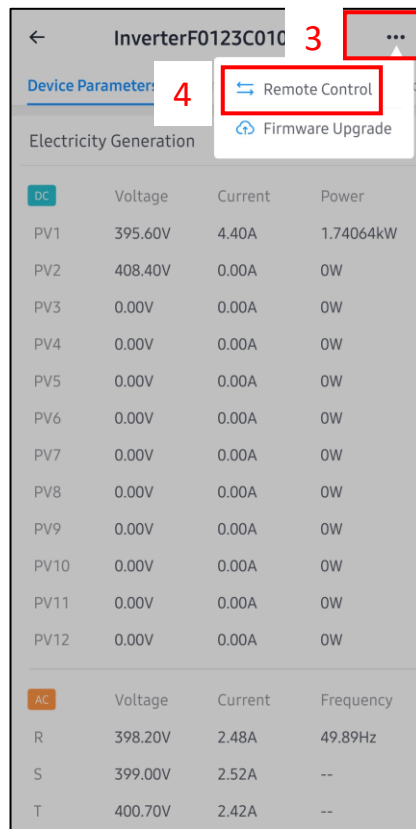 InverterF0123C010 3
Device Parameters 4 Remote Control
Firmware Upgrade
Electricity Generation
DC Voltage Current Power
PV1 395.60V 4.40A 1.74064kW
PV2 408.40V 0.00A 0W
PV3 0.00V 0.00A 0W
PV4 0.00V 0.00A 0W
PV5 0.00V 0.00A 0W
PV6 0.00V 0.00A 0W
PV7 0.00V 0.00A 0W
PV8 0.00V 0.00A 0W
PV9 0.00V 0.00A 0W
PV10 0.00V 0.00A 0W
PV11 0.00V 0.00A 0W
PV12 0.00V 0.00A 0W
AC Voltage Current Frequency
R 398.20V 2.48A 49.89Hz
S 399.00V 2.52A --
T 400.70V 2.42A --